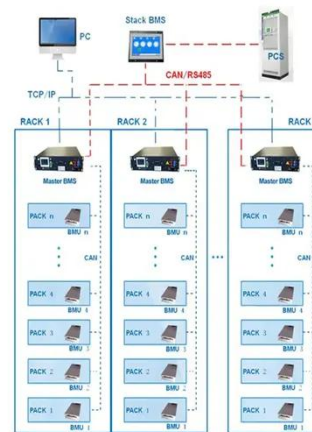 PC
Stack BMS
PCS
CAN/RS485
TCP/IP
RACK 1
RACK 2
RACK
Master BMS
Master BMS
Master BMS
PACK n
BMU n
PACK n
BMU n
PACK n
BMU n
CAN
CAN
CAN
PACK 4
BMU 4
PACK 4
BMU 4
PACK 4
BMU 4
PACK 3
BMU 3
PACK 3
BMU 3
PACK 3
BMU 3
PACK 2
BMU 2
PACK 2
BMU 2
PACK 2
BMU 2
PACK 1
BMU 1
PACK 1
BMU 1
PACK 1
BMU 1